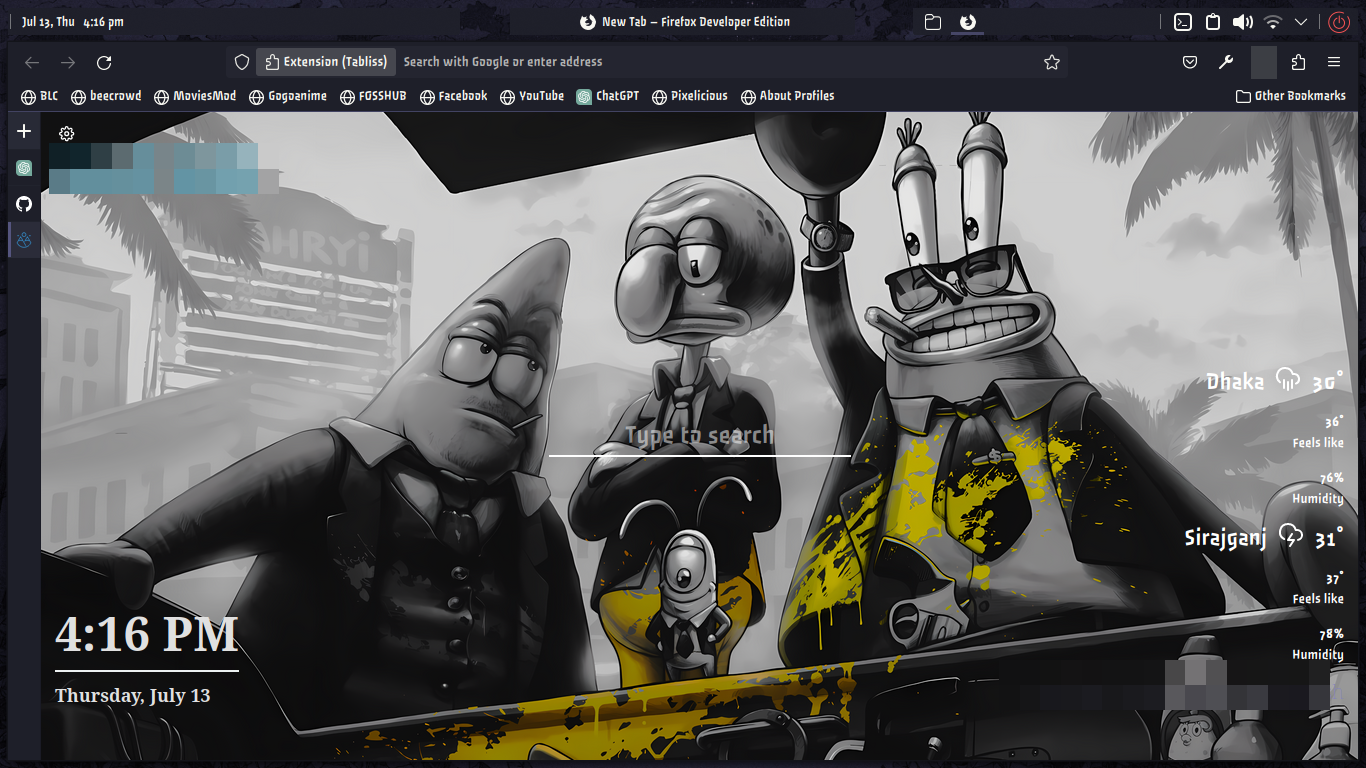 Jul 13, Thu 4:16 pm
New Tab – Firefox Developer Edition
Extension (Tabliss) Search with Google or enter address
BLC beecrowd MoviesMod Gogoanime FOSSHUB Facebook YouTube ChatGPT Pixelicious About Profiles Other Bookmarks
Type to search
Dhaka 30°
36°
Feels like
76%
Humidity
Sirajganj 31°
37°
Feels like
78%
Humidity
4:16 PM
Thursday, July 13